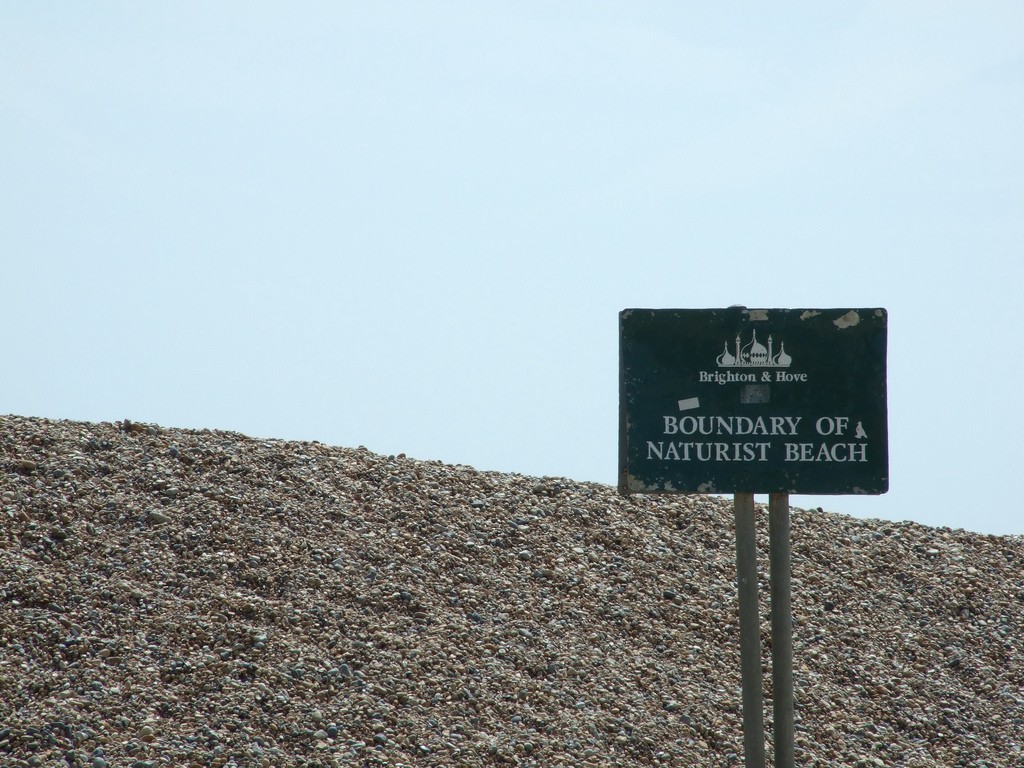 Brighton & Hove
BOUNDARY OF
NATURIST BEACH